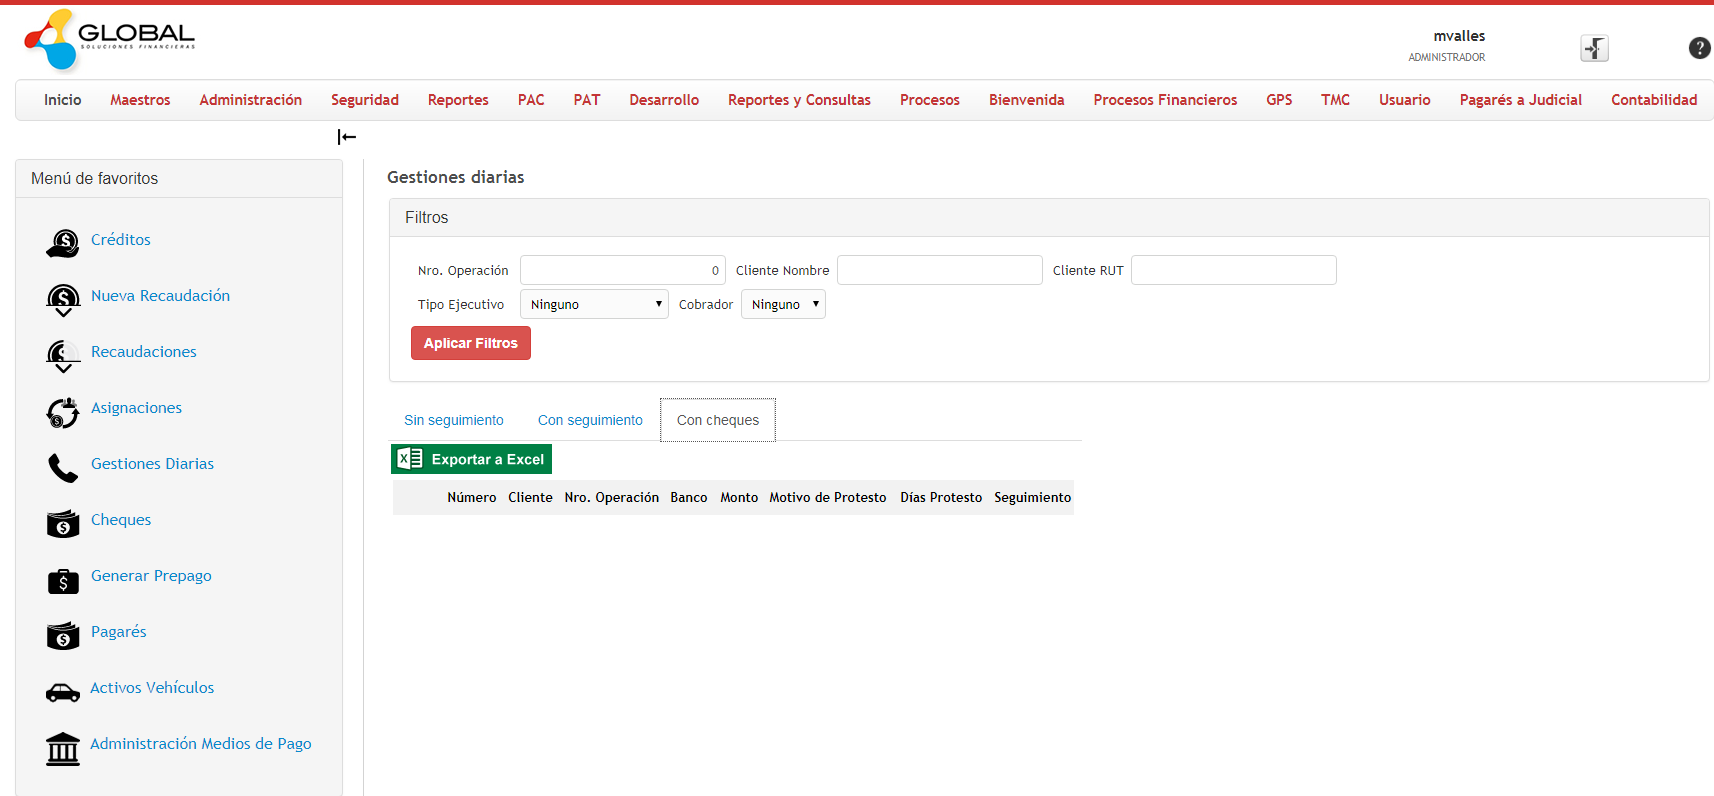 GLOBAL
SOLUCIONES FINANCIERAS
mvalles
ADMINISTRADOR
?
Inicio Maestros Administración Seguridad Reportes PAC PAT Desarrollo Reportes y Consultas Procesos Bienvenida Procesos Financieros GPS TMC Usuario Pagarés a Judicial Contabilidad
Menú de favoritos
Créditos
Nueva Recaudación
Recaudaciones
Asignaciones
Gestiones Diarias
Cheques
Generar Prepago
Pagarés
Activos Vehículos
Administración Medios de Pago
Gestiones diarias
Filtros
Nro. Operación 0 Cliente Nombre Cliente RUT
Tipo Ejecutivo Ninguno Cobrador Ninguno
Aplicar Filtros
Sin seguimiento Con seguimiento Con cheques
Exportar a Excel
Número Cliente Nro. Operación Banco Monto Motivo de Protesto Días Protesto Seguimiento